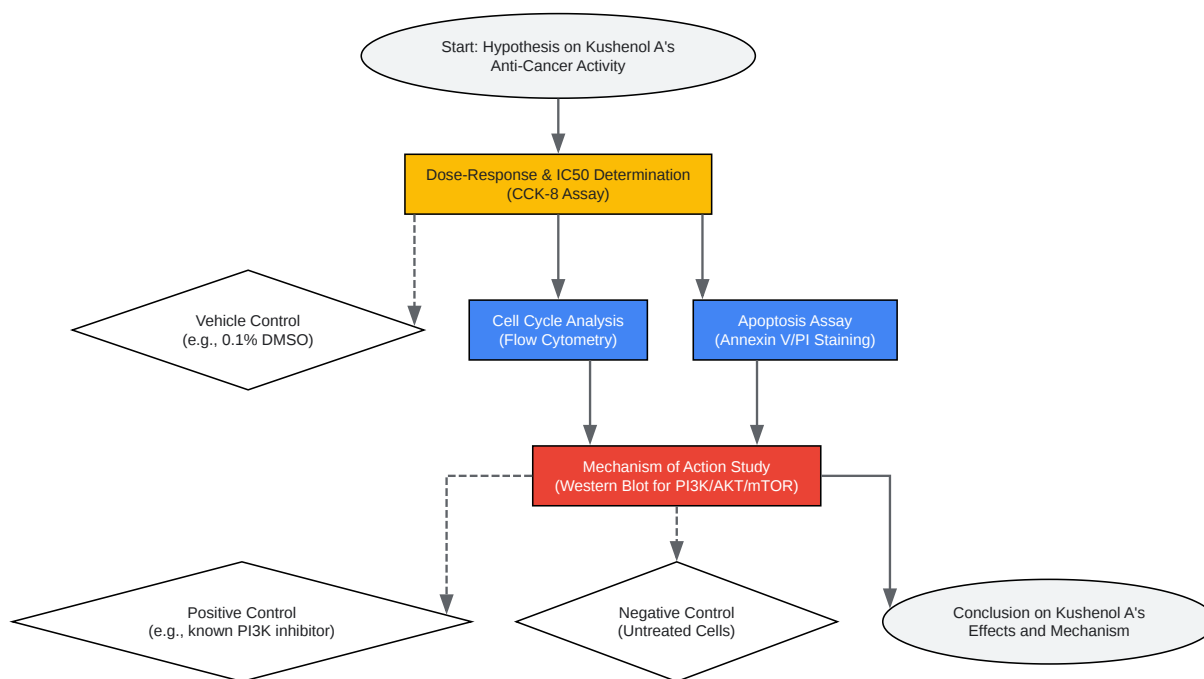 Start: Hypothesis on Kushenol A's
Anti-Cancer Activity
Dose-Response & IC50 Determination
(CCK-8 Assay)
Vehicle Control
(e.g., 0.1% DMSO)
Cell Cycle Analysis
(Flow Cytometry)
Apoptosis Assay
(Annexin V/PI Staining)
Mechanism of Action Study
(Western Blot for PI3K/AKT/mTOR)
Positive Control
(e.g., known PI3K inhibitor)
Negative Control
(Untreated Cells)
Conclusion on Kushenol A's
Effects and Mechanism